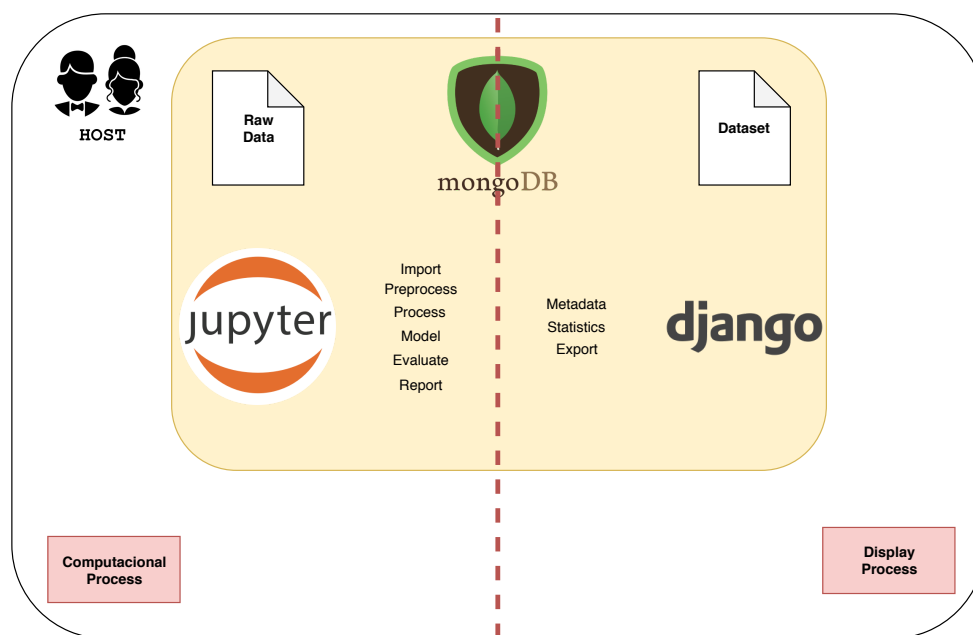 HOST
Raw
Data
mongoDB
Dataset
jupyter
Import
Preprocess
Process
Model
Evaluate
Report
Metadata
Statistics
Export
django
Computacional
Process
Display
Process